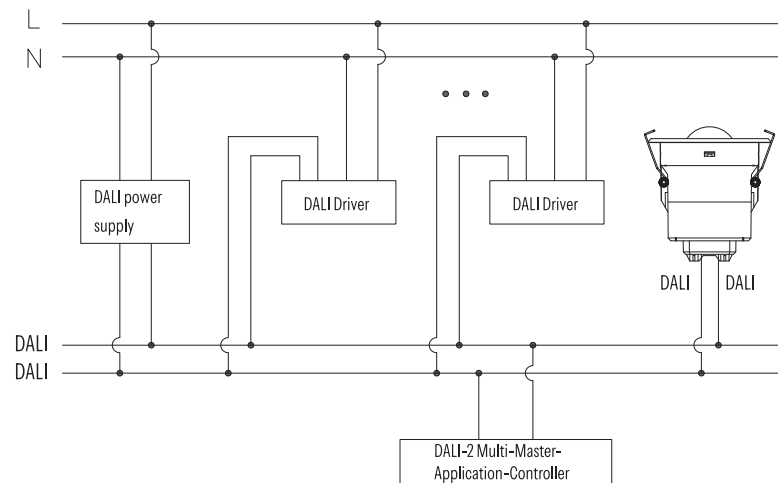 L
N
DALI power
supply
DALI Driver
DALI Driver
DALI
DALI
DALI
DALI
DALI-2 Multi-Master-
Application-Controller